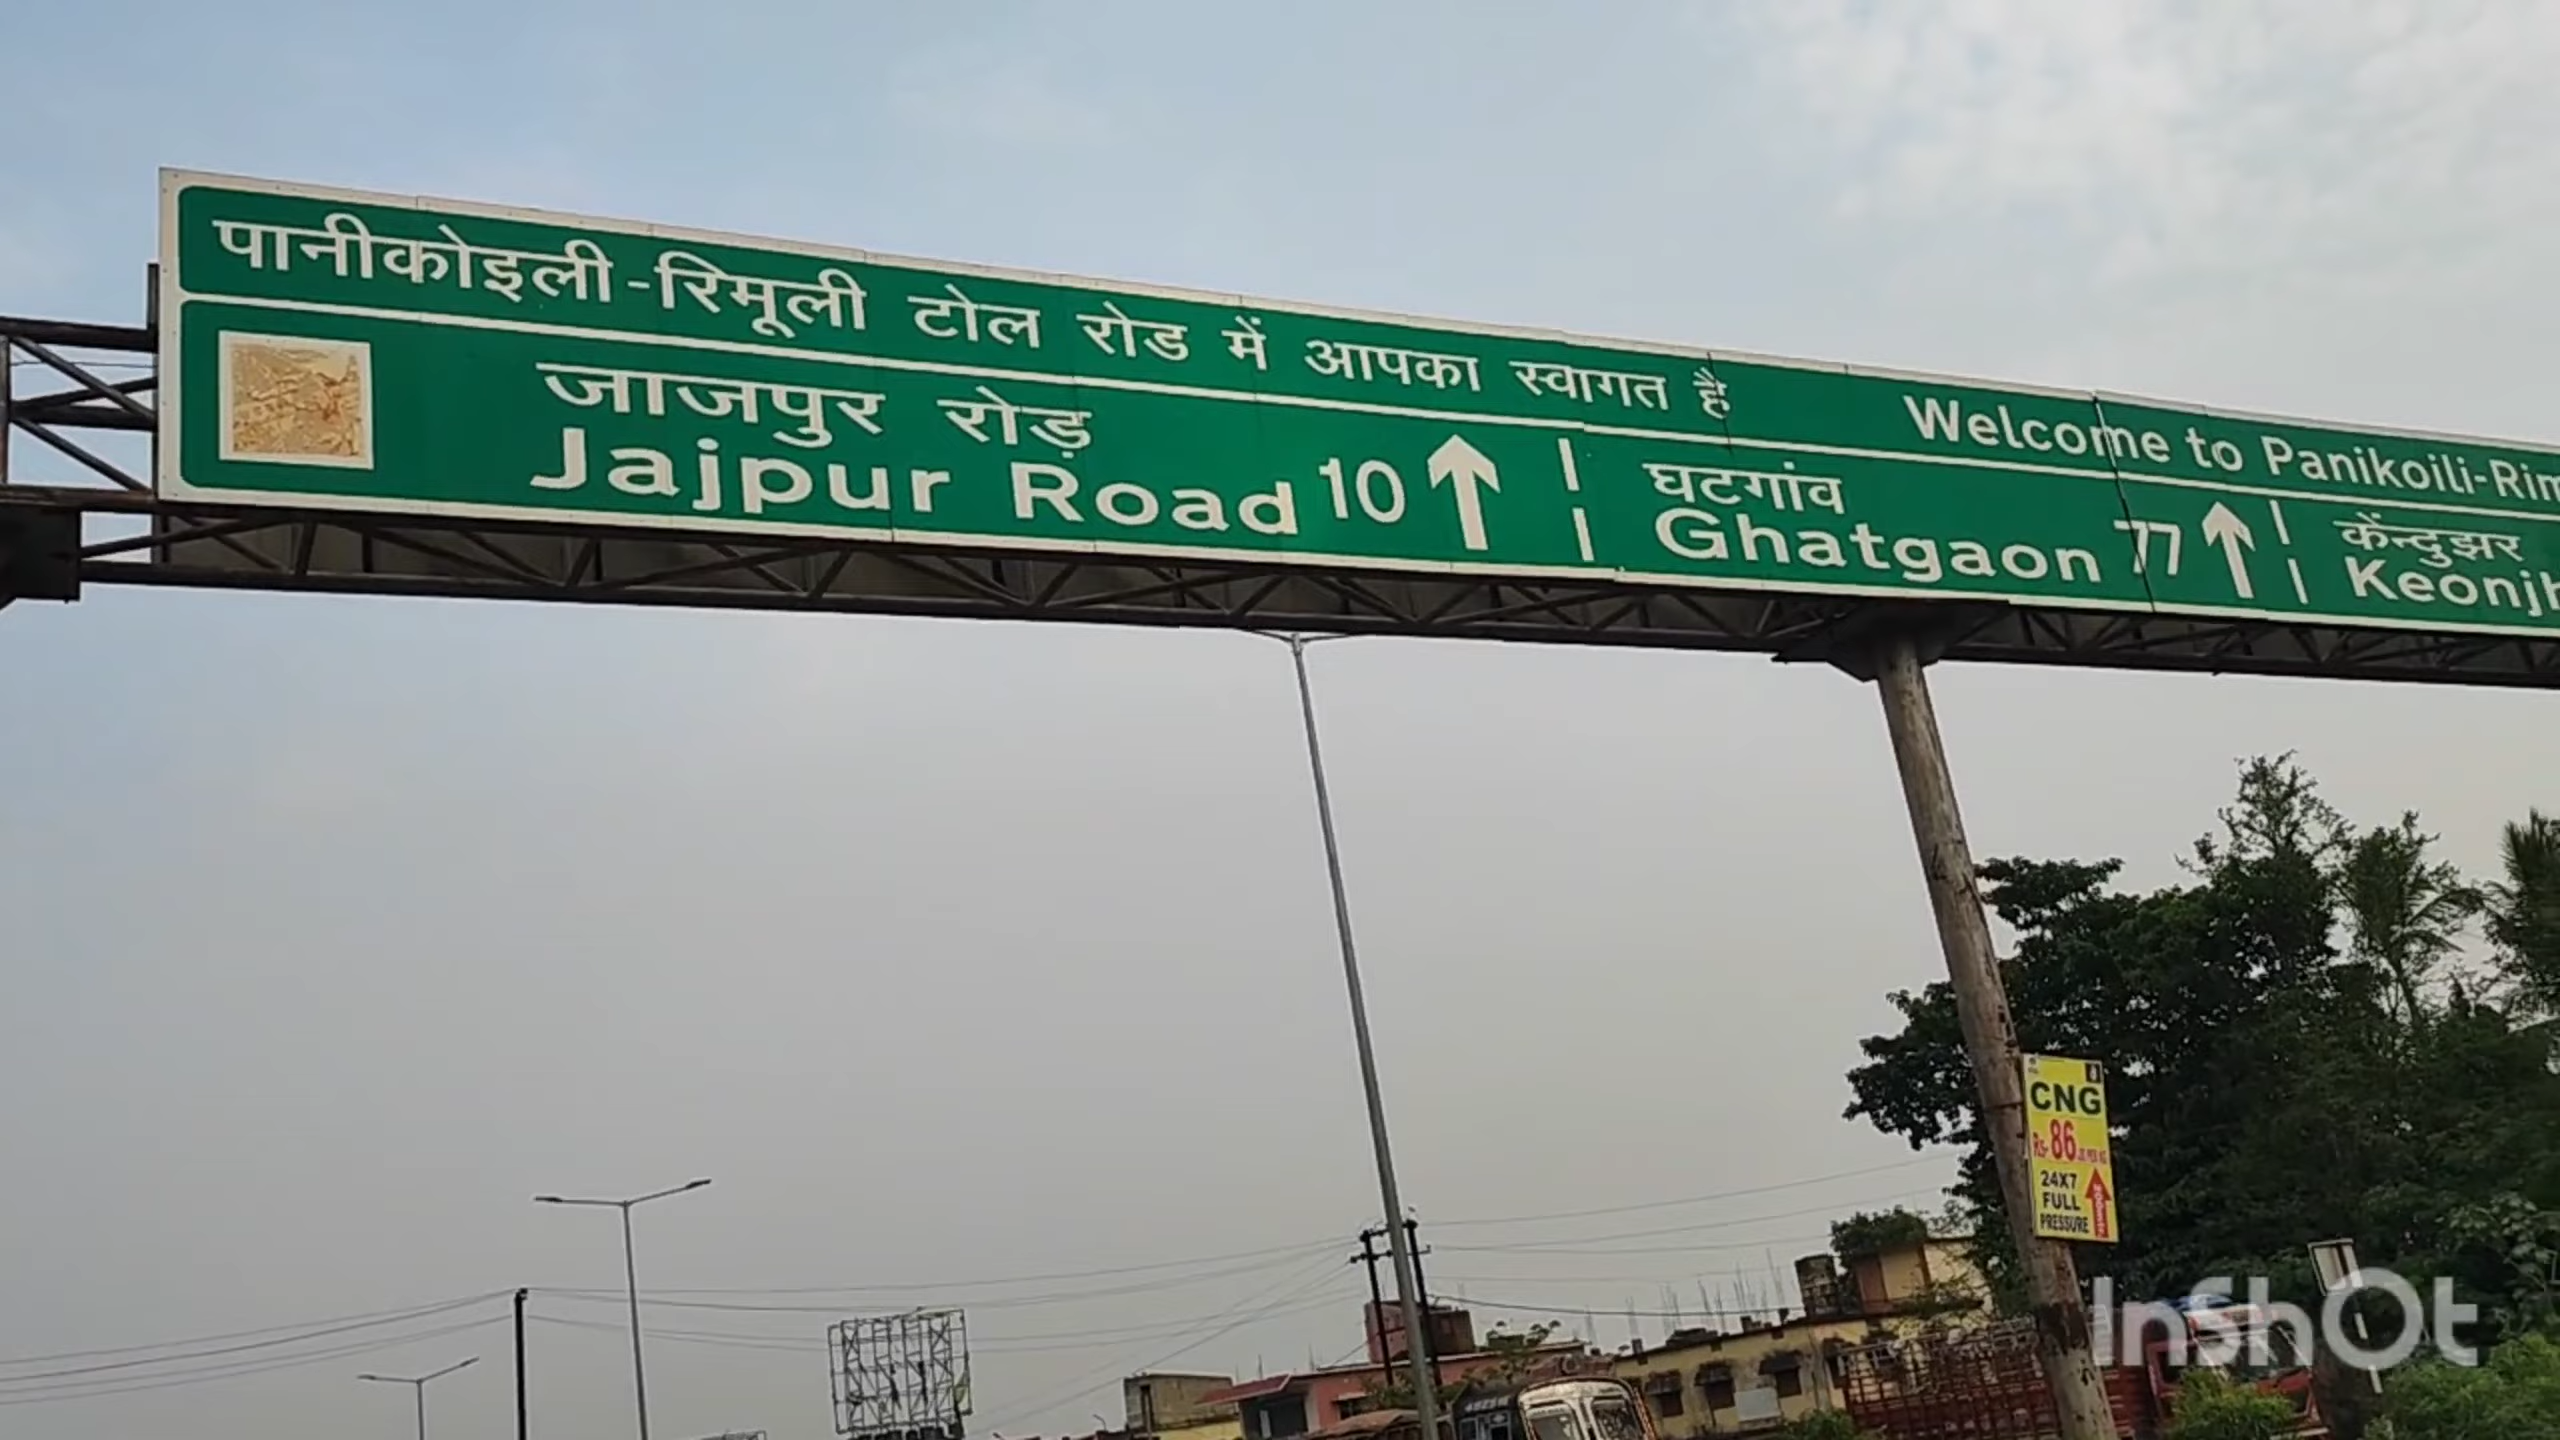 पानीकोइली-रिमूली टोल रोड में आपका स्वागत है Welcome to Panikoili-Rim
जाजपुर रोड़
Jajpur Road 10
घटगांव
Ghatgaon 77
केंन्दुझर
Keonjh
CNG
Rs 86
24X7
FULL
PRESSURE
InShOt